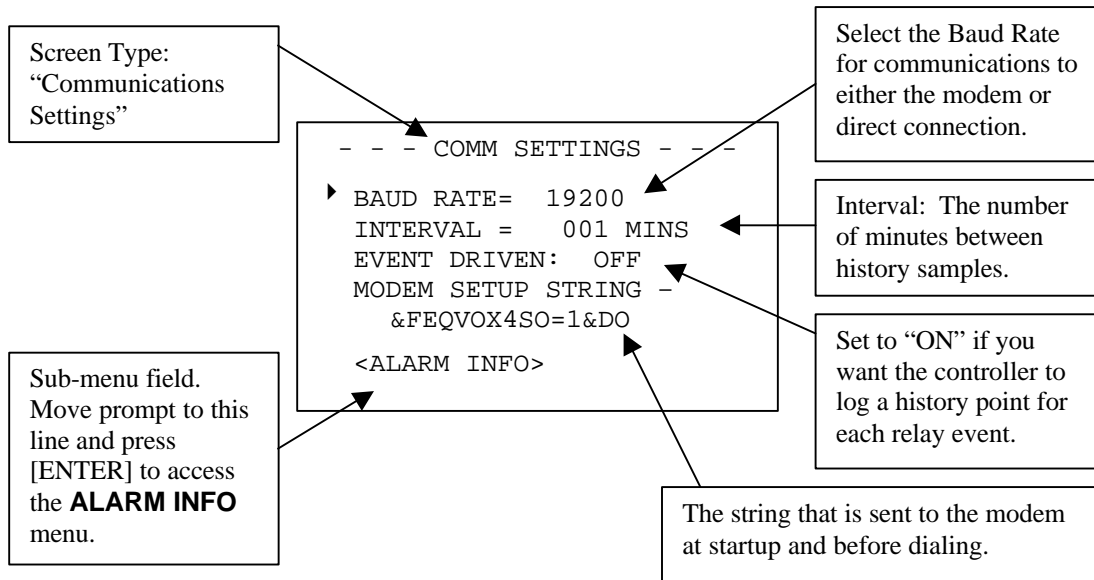 Screen Type:
“Communications
Settings”
Select the Baud Rate
for communications to
either the modem or
direct connection.
- - - COMM SETTINGS - - -
BAUD RATE= 19200
INTERVAL = 001 MINS
EVENT DRIVEN: OFF
MODEM SETUP STRING –
&FEQVOX4SO=1&DO
<ALARM INFO>
Interval: The number
of minutes between
history samples.
Set to “ON” if you
want the controller to
log a history point for
each relay event.
Sub-menu field.
Move prompt to this
line and press
[ENTER] to access
the ALARM INFO
menu.
The string that is sent to the modem
at startup and before dialing.